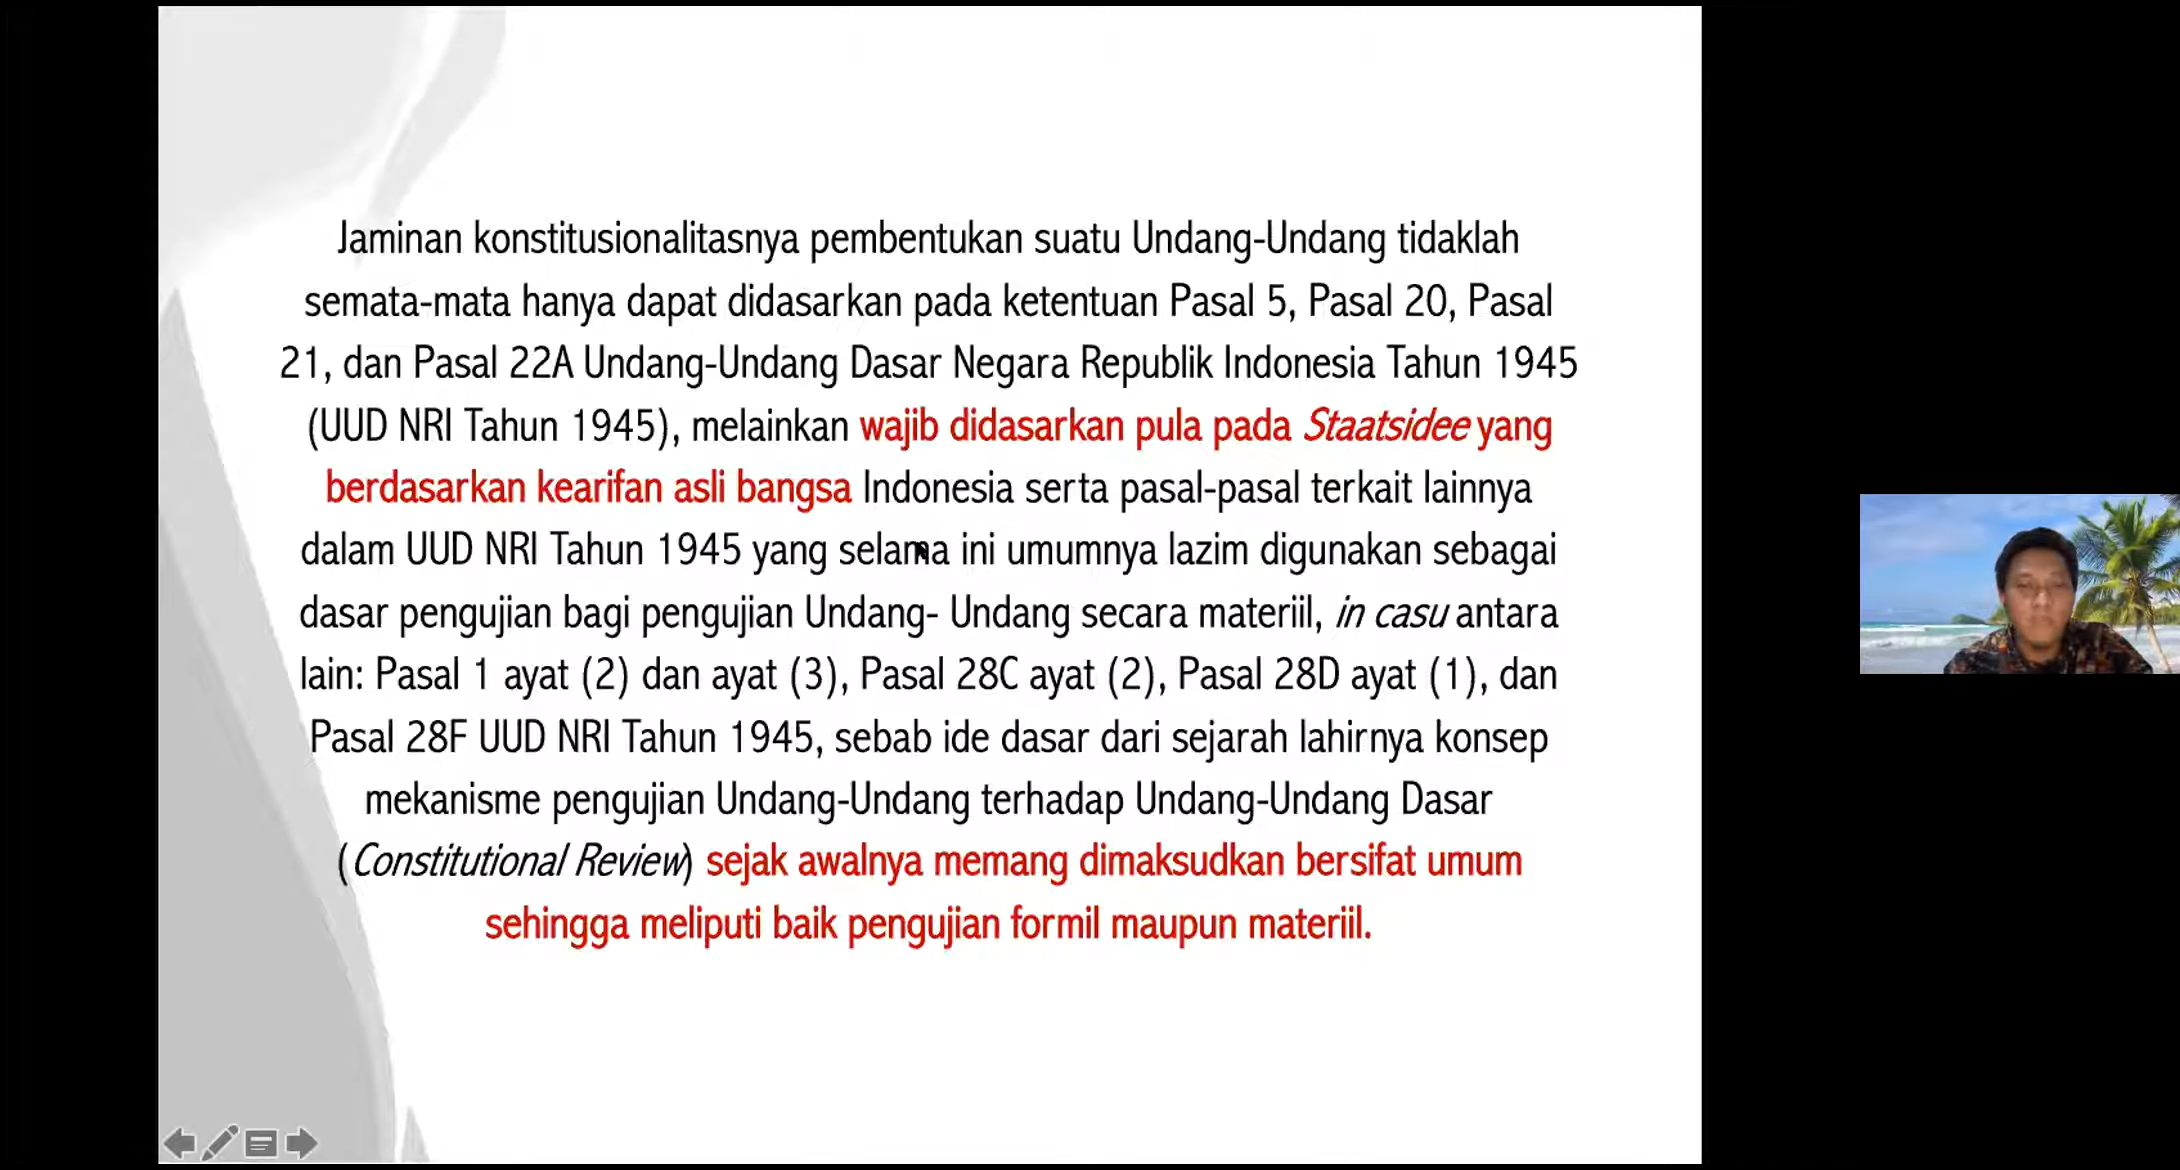 Jaminan konstitusionalitasnya pembentukan suatu Undang-Undang tidaklah
semata-mata hanya dapat didasarkan pada ketentuan Pasal 5, Pasal 20, Pasal
21, dan Pasal 22A Undang-Undang Dasar Negara Republik Indonesia Tahun 1945
(UUD NRI Tahun 1945), melainkan wajib didasarkan pula pada Staatsidee yang
berdasarkan kearifan asli bangsa Indonesia serta pasal-pasal terkait lainnya
dalam UUD NRI Tahun 1945 yang selama ini umumnya lazim digunakan sebagai
dasar pengujian bagi pengujian Undang- Undang secara materiil, in casu antara
lain: Pasal 1 ayat (2) dan ayat (3), Pasal 28C ayat (2), Pasal 28D ayat (1), dan
Pasal 28F UUD NRI Tahun 1945, sebab ide dasar dari sejarah lahirnya konsep
mekanisme pengujian Undang-Undang terhadap Undang-Undang Dasar
(Constitutional Review) sejak awalnya memang dimaksudkan bersifat umum
sehingga meliputi baik pengujian formil maupun materiil.